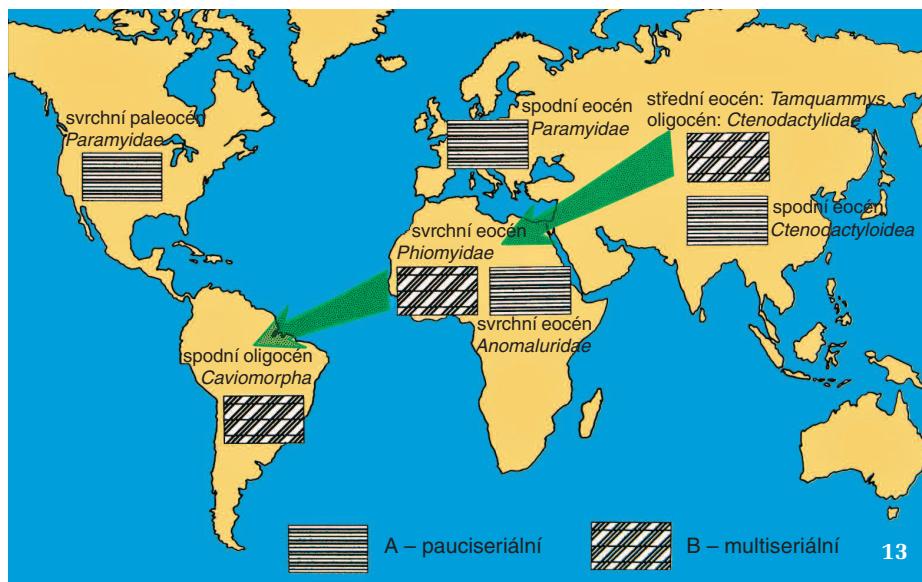 svrchní paleocén
Paramyidae
spodní eocén
Paramyidae
střední eocén: Tamquammys
oligocén: Ctenodactylidae
spodní eocén
Ctenodactyloidea
svrchní eocén
Phiomyidae
svrchní eocén
Anomaluridae
spodní oligocén
Caviomorpha
A – pauciseriální
B – multiseriální
13